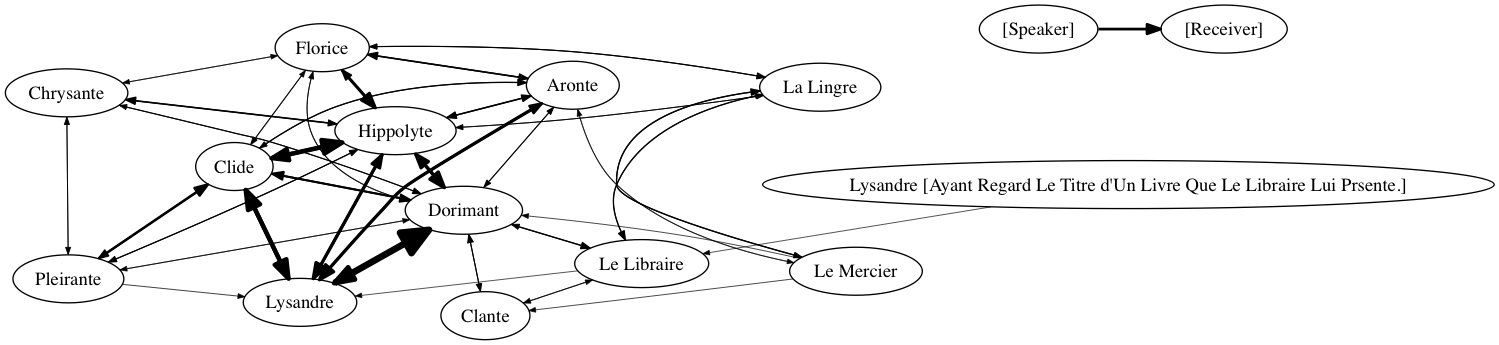 [Speaker]
[Receiver]
Florice
Chrysante
Aronte
La Lingre
Hippolyte
Clide
Lysandre [Ayant Regard Le Titre d'Un Livre Que Le Libraire Lui Prsente.]
Dorimant
Le Libraire
Le Mercier
Pleirante
Lysandre
Clante